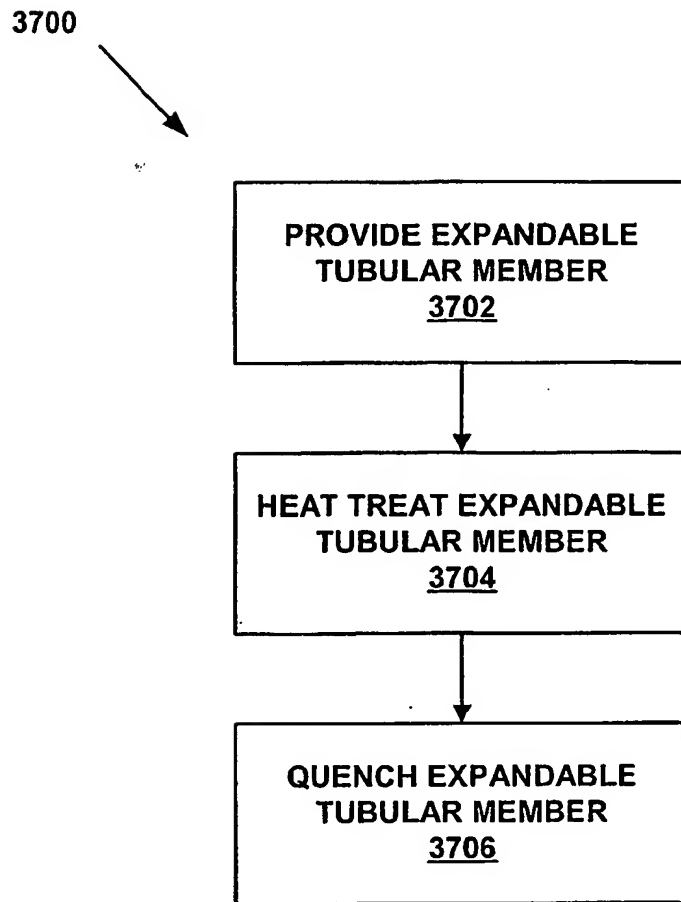 3700
PROVIDE EXPANDABLE
TUBULAR MEMBER
3702
HEAT TREAT EXPANDABLE
TUBULAR MEMBER
3704
QUENCH EXPANDABLE
TUBULAR MEMBER
3706